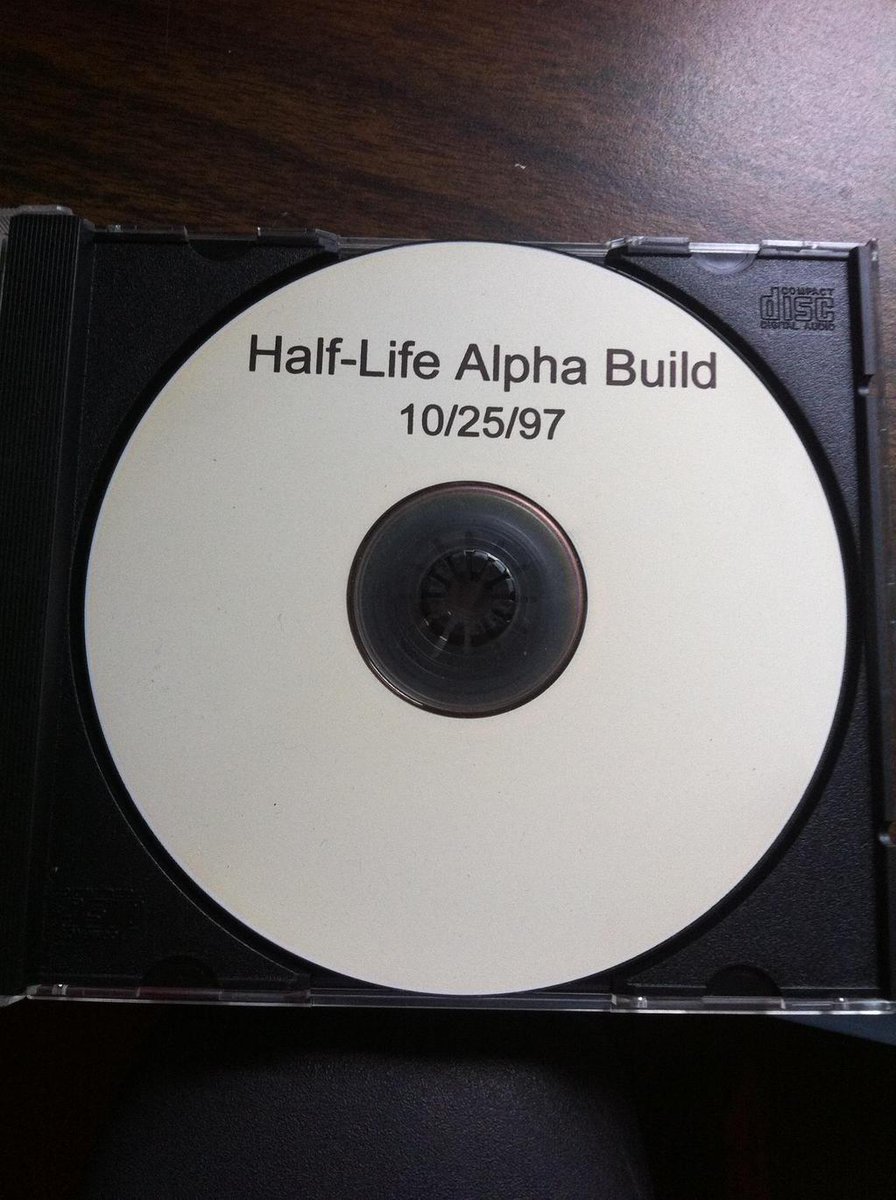 Half-Life Alpha Build
10/25/97
COMPACT
disc
DIGITAL AUDIO